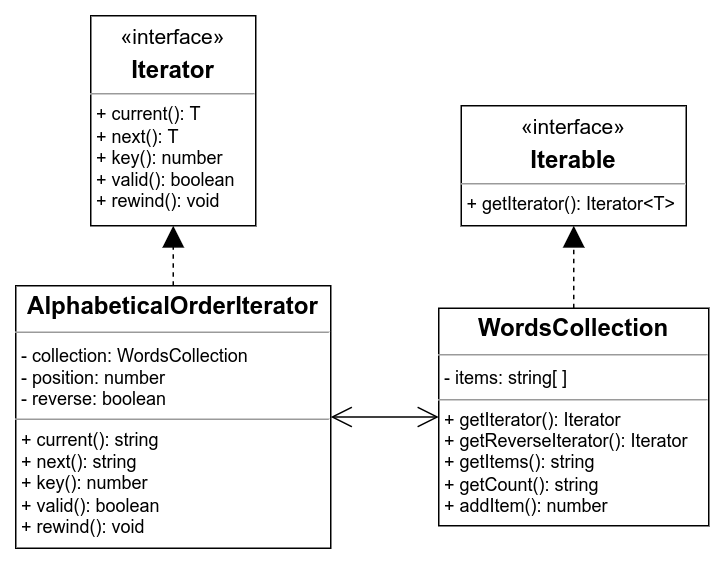 «interface»
Iterator
+ current(): T
+ next(): T
+ key(): number
+ valid(): boolean
+ rewind(): void
«interface»
Iterable
+ getIterator(): Iterator<T>
AlphabeticalOrderIterator
- collection: WordsCollection
- position: number
- reverse: boolean
+ current(): string
+ next(): string
+ key(): number
+ valid(): boolean
+ rewind(): void
WordsCollection
- items: string[ ]
+ getIterator(): Iterator
+ getReverseIterator(): Iterator
+ getItems(): string
+ getCount(): string
+ addItem(): number